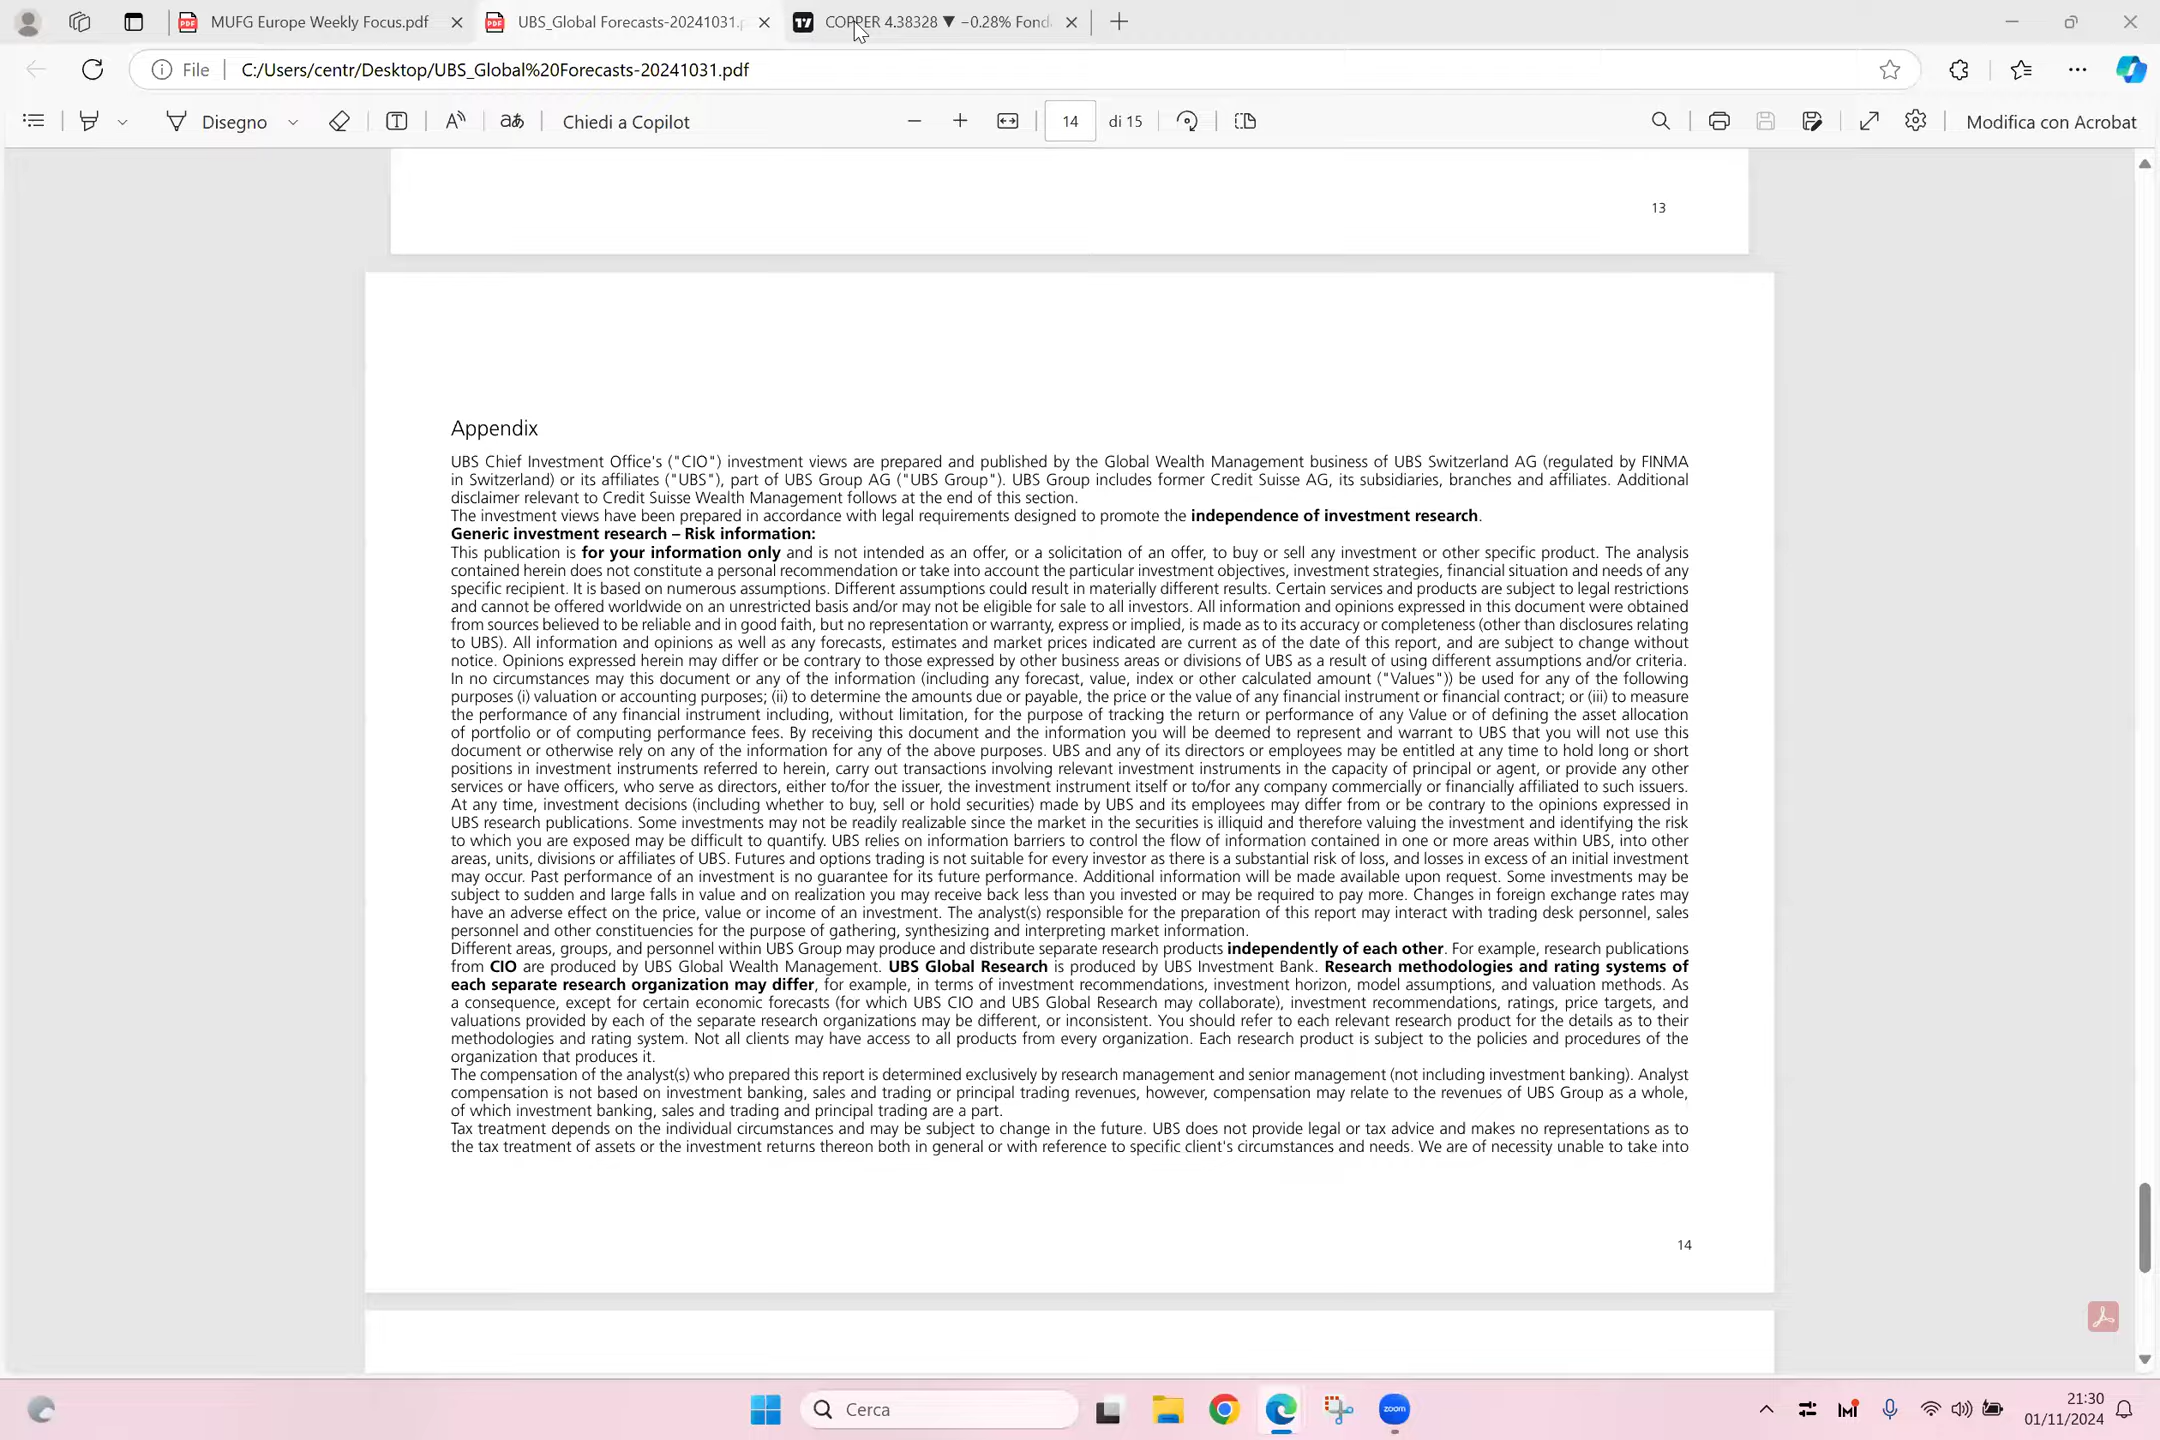 MUFG Europe Weekly Focus.pdf
UBS_Global Forecasts-20241031.p
COPPER 4.38328 ▼ −0.28% Fond
File
C:/Users/centr/Desktop/UBS_Global%20Forecasts-20241031.pdf
Disegno
Chiedi a Copilot
14 di 15
Modifica con Acrobat
13
Appendix
UBS Chief Investment Office's ("CIO") investment views are prepared and published by the Global Wealth Management business of UBS Switzerland AG (regulated by FINMA
in Switzerland) or its affiliates ("UBS"), part of UBS Group AG ("UBS Group"). UBS Group includes former Credit Suisse AG, its subsidiaries, branches and affiliates. Additional
disclaimer relevant to Credit Suisse Wealth Management follows at the end of this section.
The investment views have been prepared in accordance with legal requirements designed to promote the independence of investment research.
Generic investment research – Risk information:
This publication is for your information only and is not intended as an offer, or a solicitation of an offer, to buy or sell any investment or other specific product. The analysis
contained herein does not constitute a personal recommendation or take into account the particular investment objectives, investment strategies, financial situation and needs of any
specific recipient. It is based on numerous assumptions. Different assumptions could result in materially different results. Certain services and products are subject to legal restrictions
and cannot be offered worldwide on an unrestricted basis and/or may not be eligible for sale to all investors. All information and opinions expressed in this document were obtained
from sources believed to be reliable and in good faith, but no representation or warranty, express or implied, is made as to its accuracy or completeness (other than disclosures relating
to UBS). All information and opinions as well as any forecasts, estimates and market prices indicated are current as of the date of this report, and are subject to change without
notice. Opinions expressed herein may differ or be contrary to those expressed by other business areas or divisions of UBS as a result of using different assumptions and/or criteria.
In no circumstances may this document or any of the information (including any forecast, value, index or other calculated amount ("Values")) be used for any of the following
purposes (i) valuation or accounting purposes; (ii) to determine the amounts due or payable, the price or the value of any financial instrument or financial contract; or (iii) to measure
the performance of any financial instrument including, without limitation, for the purpose of tracking the return or performance of any Value or of defining the asset allocation
of portfolio or of computing performance fees. By receiving this document and the information you will be deemed to represent and warrant to UBS that you will not use this
document or otherwise rely on any of the information for any of the above purposes. UBS and any of its directors or employees may be entitled at any time to hold long or short
positions in investment instruments referred to herein, carry out transactions involving relevant investment instruments in the capacity of principal or agent, or provide any other
services or have officers, who serve as directors, either to/for the issuer, the investment instrument itself or to/for any company commercially or financially affiliated to such issuers.
At any time, investment decisions (including whether to buy, sell or hold securities) made by UBS and its employees may differ from or be contrary to the opinions expressed in
UBS research publications. Some investments may not be readily realizable since the market in the securities is illiquid and therefore valuing the investment and identifying the risk
to which you are exposed may be difficult to quantify. UBS relies on information barriers to control the flow of information contained in one or more areas within UBS, into other
areas, units, divisions or affiliates of UBS. Futures and options trading is not suitable for every investor as there is a substantial risk of loss, and losses in excess of an initial investment
may occur. Past performance of an investment is no guarantee for its future performance. Additional information will be made available upon request. Some investments may be
subject to sudden and large falls in value and on realization you may receive back less than you invested or may be required to pay more. Changes in foreign exchange rates may
have an adverse effect on the price, value or income of an investment. The analyst(s) responsible for the preparation of this report may interact with trading desk personnel, sales
personnel and other constituencies for the purpose of gathering, synthesizing and interpreting market information.
Different areas, groups, and personnel within UBS Group may produce and distribute separate research products independently of each other. For example, research publications
from CIO are produced by UBS Global Wealth Management. UBS Global Research is produced by UBS Investment Bank. Research methodologies and rating systems of
each separate research organization may differ, for example, in terms of investment recommendations, investment horizon, model assumptions, and valuation methods. As
a consequence, except for certain economic forecasts (for which UBS CIO and UBS Global Research may collaborate), investment recommendations, ratings, price targets, and
valuations provided by each of the separate research organizations may be different, or inconsistent. You should refer to each relevant research product for the details as to their
methodologies and rating system. Not all clients may have access to all products from every organization. Each research product is subject to the policies and procedures of the
organization that produces it.
The compensation of the analyst(s) who prepared this report is determined exclusively by research management and senior management (not including investment banking). Analyst
compensation is not based on investment banking, sales and trading or principal trading revenues, however, compensation may relate to the revenues of UBS Group as a whole,
of which investment banking, sales and trading and principal trading are a part.
Tax treatment depends on the individual circumstances and may be subject to change in the future. UBS does not provide legal or tax advice and makes no representations as to
the tax treatment of assets or the investment returns thereon both in general or with reference to specific client's circumstances and needs. We are of necessity unable to take into
14
Cerca
zoom
21:30
01/11/2024